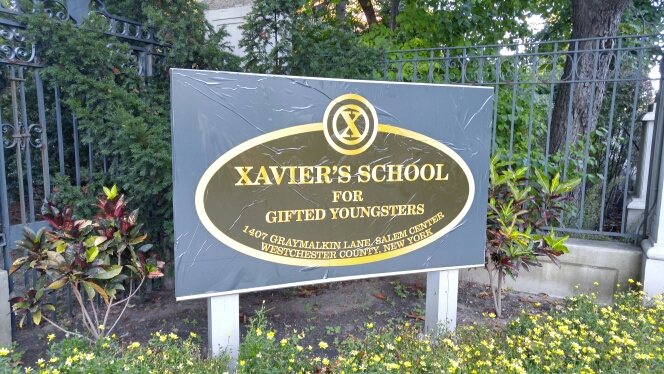 X
XAVIER'S SCHOOL
FOR
GIFTED YOUNGSTERS
1407 GRAYMALKIN LANE, SALEM CENTER
WESTCHESTER COUNTY, NEW YORK